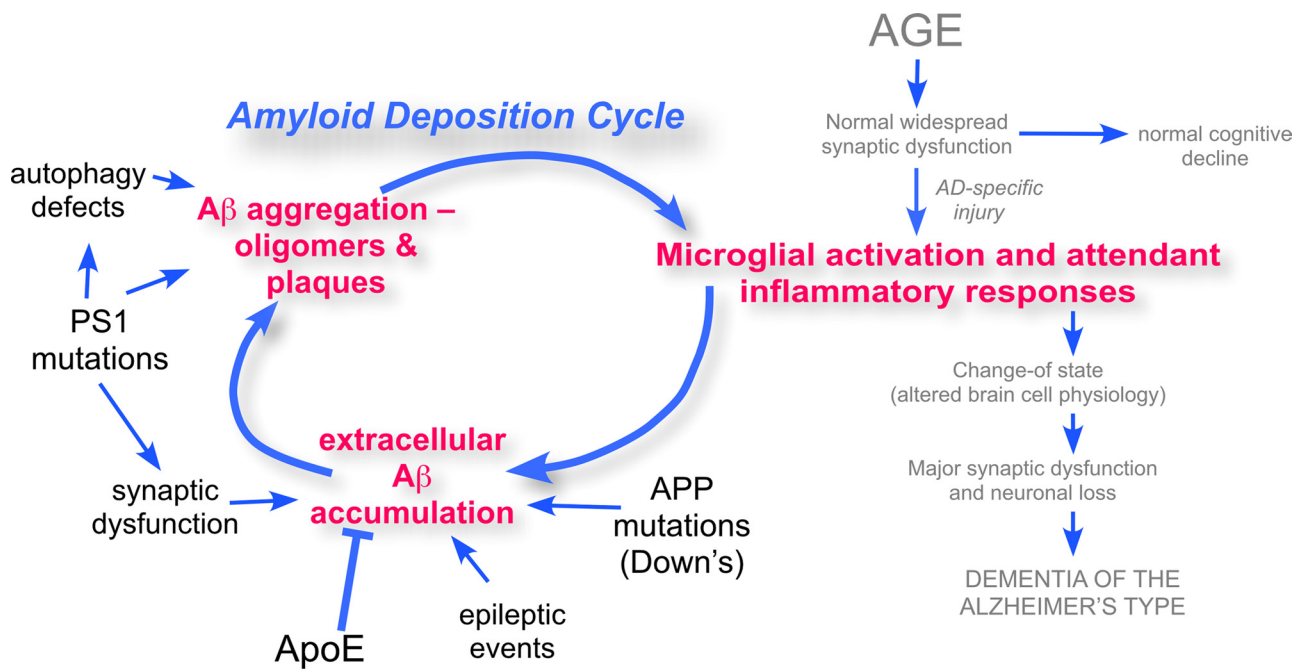 AGE
Amyloid Deposition Cycle
Normal widespread
synaptic dysfunction
normal cognitive
decline
AD-specific
injury
autophagy
defects
Aβ aggregation –
oligomers &
plaques
Microglial activation and attendant
inflammatory responses
PS1
mutations
Change-of state
(altered brain cell physiology)
extracellular
Aβ
accumulation
synaptic
dysfunction
APP
mutations
(Down's)
Major synaptic dysfunction
and neuronal loss
ApoE
epileptic
events
DEMENTIA OF THE
ALZHEIMER'S TYPE